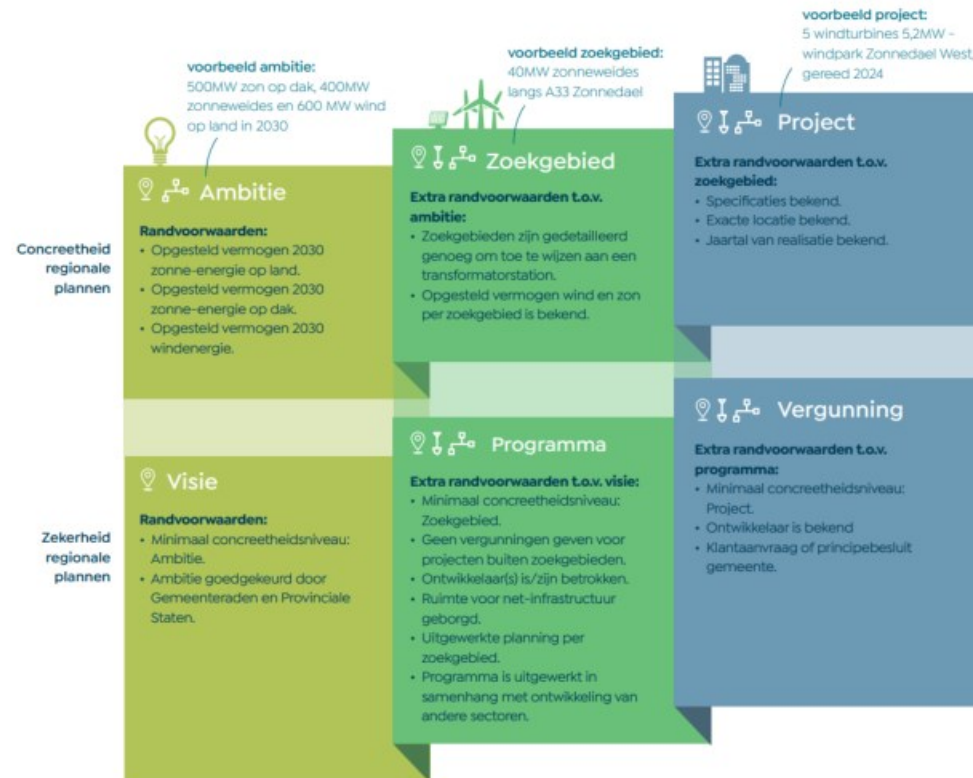 voorbeeld ambitie:
500MW zon op dak, 400MW
zonneweides en 600 MW wind
op land in 2030
voorbeeld zoekgebied:
40MW zonneweides
langs A33 Zonnedael
voorbeeld project:
5 windturbines 5,2MW -
windpark Zonnedael West,
gereed 2024
Concreetheid
regionale
plannen
Ambitie
Randvoorwaarden:
• Opgesteld vermogen 2030
zonne-energie op land.
• Opgesteld vermogen 2030
zonne-energie op dak.
• Opgesteld vermogen 2030
windenergie.
Zoekgebied
Extra randvoorwaarden t.o.v.
ambitie:
• Zoekgebieden zijn gedetailleerd
genoeg om toe te wijzen aan een
transformatorstation.
• Opgesteld vermogen wind en zon
per zoekgebied is bekend.
Project
Extra randvoorwaarden t.o.v.
zoekgebied:
• Specificaties bekend.
• Exacte locatie bekend.
• Jaartal van realisatie bekend.
Zekerheid
regionale
plannen
Visie
Randvoorwaarden:
• Minimaal concreetheidsniveau:
Ambitie.
• Ambitie goedgekeurd door
Gemeenteraden en Provinciale
Staten.
Programma
Extra randvoorwaarden t.o.v. visie:
• Minimaal concreetheidsniveau:
Zoekgebied.
• Geen vergunningen geven voor
projecten buiten zoekgebieden.
• Ontwikkelaar(s) is/zijn betrokken.
• Ruimte voor net-infrastructuur
geborgd.
• Uitgewerkte planning per
zoekgebied.
• Programma is uitgewerkt in
samenhang met ontwikkeling van
andere sectoren.
Vergunning
Extra randvoorwaarden t.o.v.
programma:
• Minimaal concreetheidsniveau:
Project.
• Ontwikkelaar is bekend
• Klantaanvraag of principebesluit
gemeente.